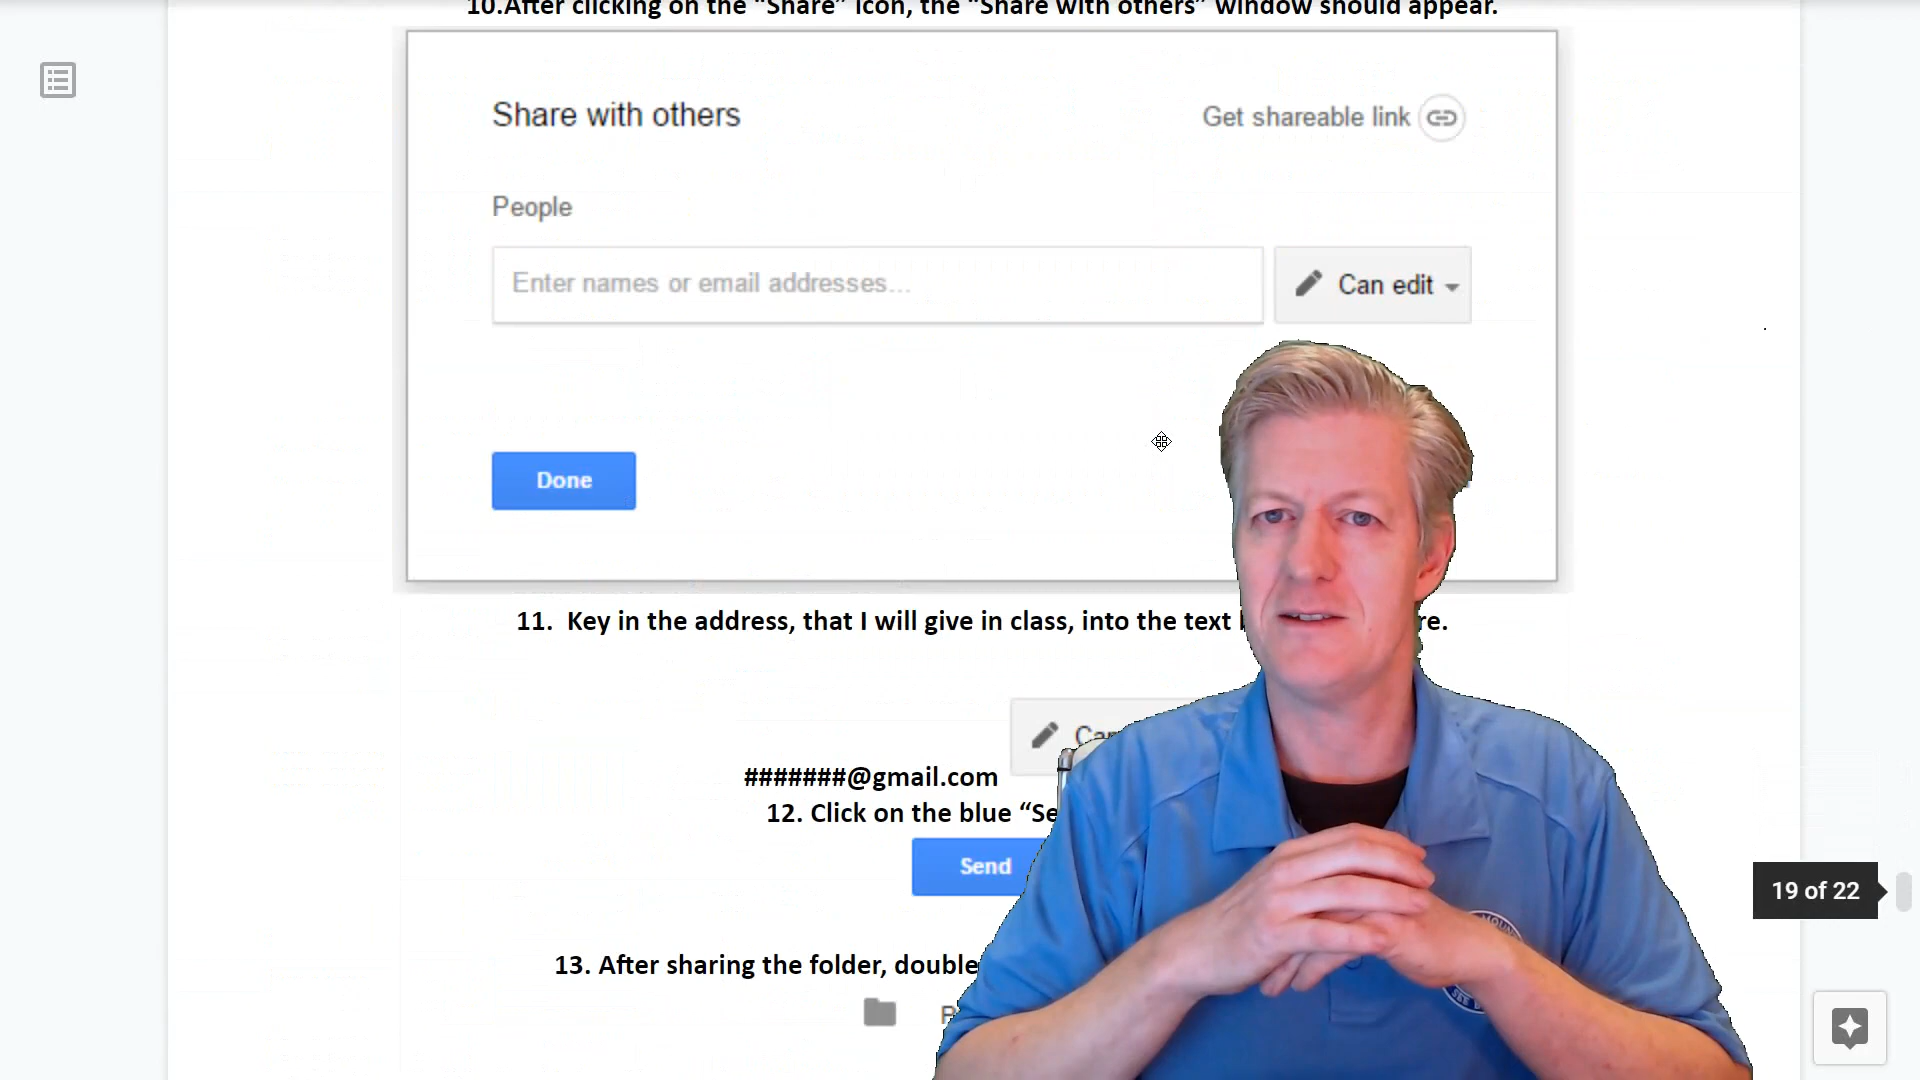 10.After clicking on the “Share” icon, the “Share with others” window should appear.
Share with others
Get shareable link
People
Enter names or email addresses...
Can edit
Done
11. Key in the address, that I will give in class, into the text
#######@gmail.com
12. Click on the blue
Send
19 of 22
13. After sharing the folder, double